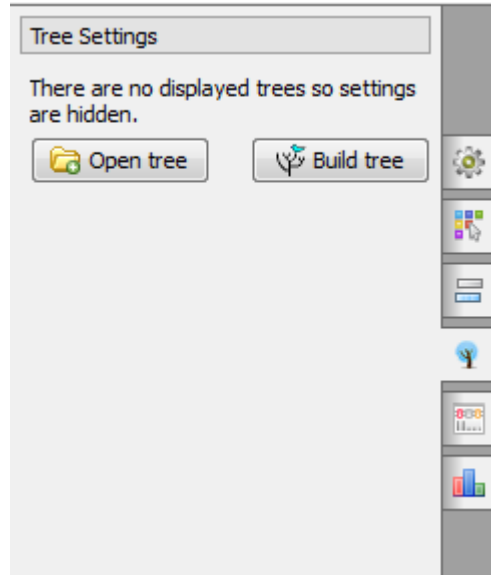 Tree Settings
There are no displayed trees so settings
are hidden.
Open tree
Build tree